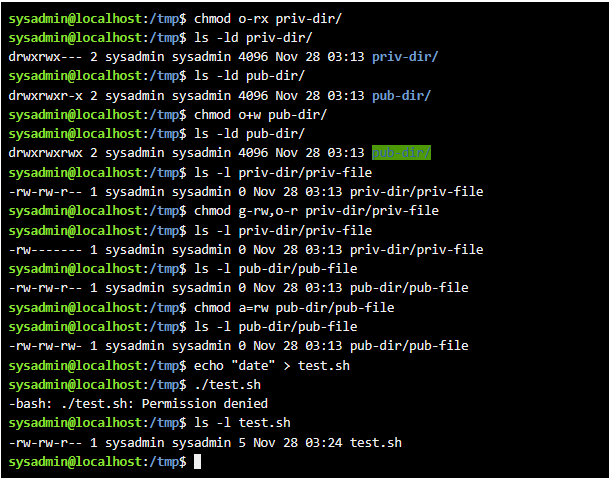 sysadmin@localhost:/tmp$ chmod o-rx priv-dir/
sysadmin@localhost:/tmp$ ls -ld priv-dir/
drwxrwx--- 2 sysadmin sysadmin 4096 Nov 28 03:13 priv-dir/
sysadmin@localhost:/tmp$ ls -ld pub-dir/
drwxrwxr-x 2 sysadmin sysadmin 4096 Nov 28 03:13 pub-dir/
sysadmin@localhost:/tmp$ chmod o+w pub-dir/
sysadmin@localhost:/tmp$ ls -ld pub-dir/
drwxrwxrwx 2 sysadmin sysadmin 4096 Nov 28 03:13 pub-dir/
sysadmin@localhost:/tmp$ ls -l priv-dir/priv-file
-rw-rw-r-- 1 sysadmin sysadmin 0 Nov 28 03:13 priv-dir/priv-file
sysadmin@localhost:/tmp$ chmod g-rw,o-r priv-dir/priv-file
sysadmin@localhost:/tmp$ ls -l priv-dir/priv-file
-rw------- 1 sysadmin sysadmin 0 Nov 28 03:13 priv-dir/priv-file
sysadmin@localhost:/tmp$ ls -l pub-dir/pub-file
-rw-rw-r-- 1 sysadmin sysadmin 0 Nov 28 03:13 pub-dir/pub-file
sysadmin@localhost:/tmp$ chmod a=rw pub-dir/pub-file
sysadmin@localhost:/tmp$ ls -l pub-dir/pub-file
-rw-rw-rw- 1 sysadmin sysadmin 0 Nov 28 03:13 pub-dir/pub-file
sysadmin@localhost:/tmp$ echo "date" > test.sh
sysadmin@localhost:/tmp$ ./test.sh
-bash: ./test.sh: Permission denied
sysadmin@localhost:/tmp$ ls -l test.sh
-rw-rw-r-- 1 sysadmin sysadmin 5 Nov 28 03:24 test.sh
sysadmin@localhost:/tmp$